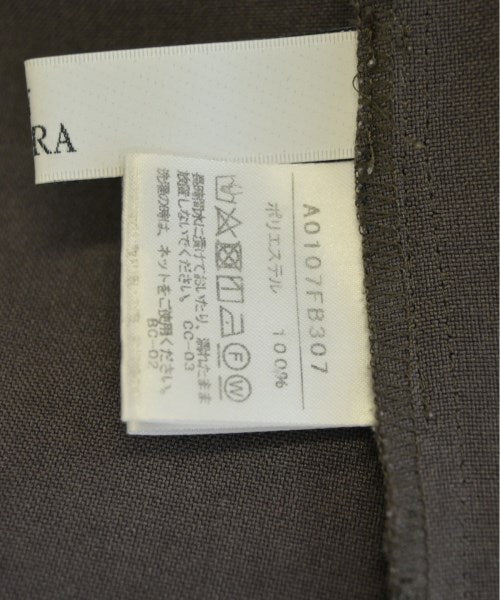 RA
A0107FB307
ポリエステル 100%
F W
長時間水に漬けておいたり、濡れたまま
放置しないでください。 CC-03
洗濯の際は、ネットをご使用ください。
BC-02